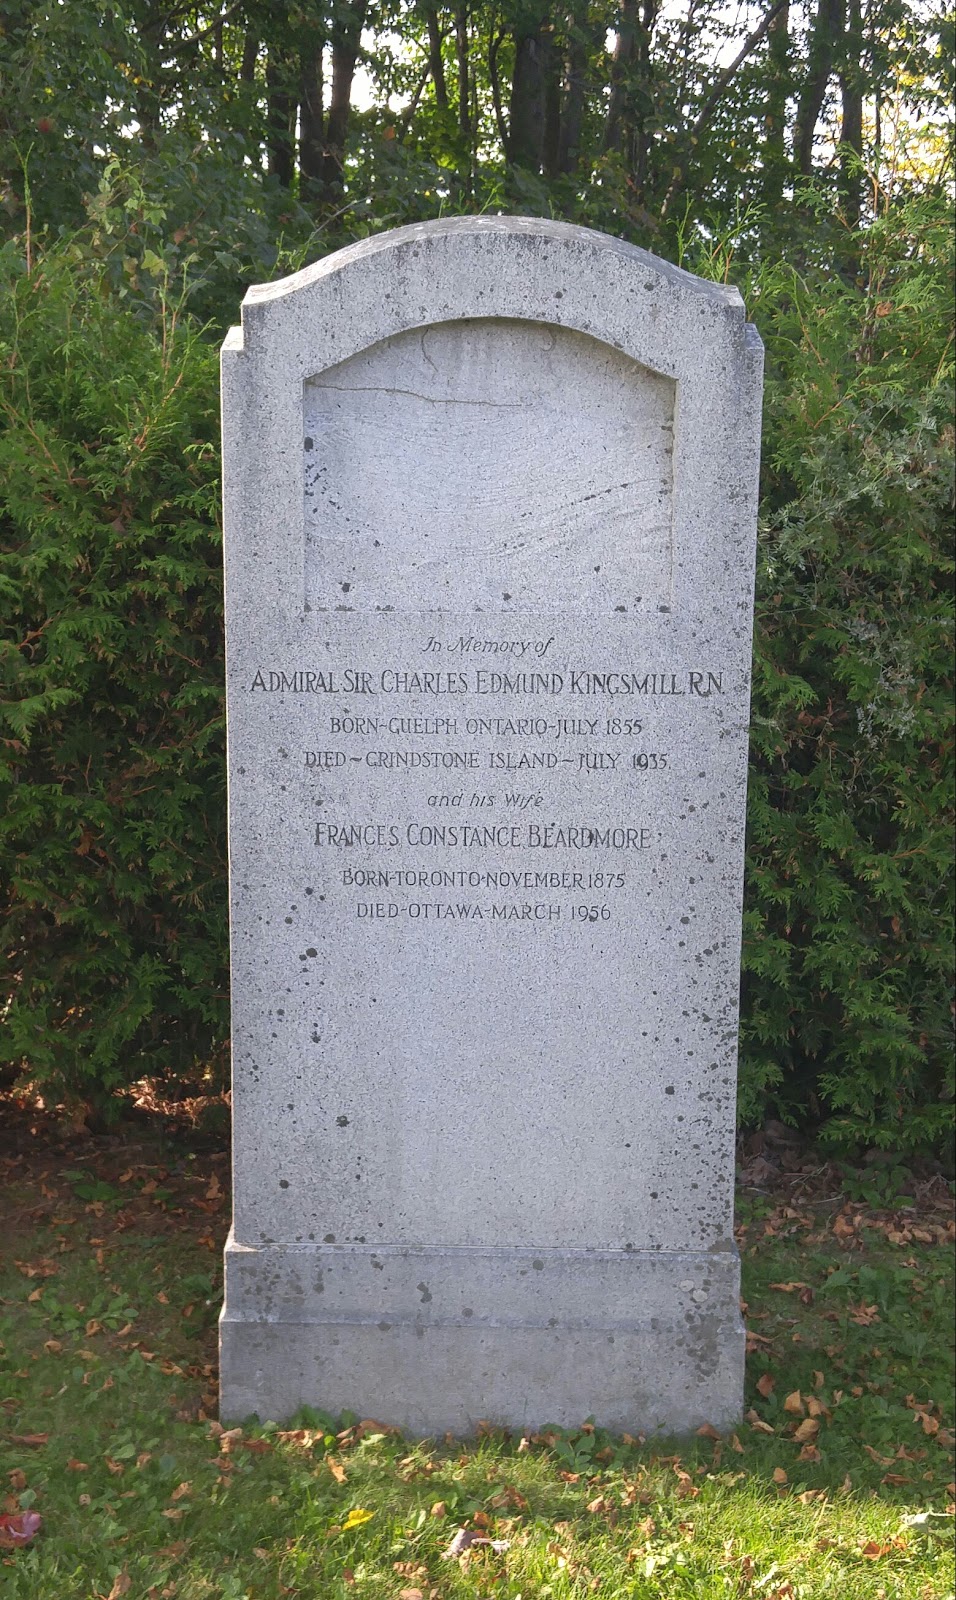 In Memory of
ADMIRAL SIR CHARLES EDMUND KINGSMILL, R.N.
BORN-GUELPH ONTARIO-JULY 1855
DIED~GRINDSTONE ISLAND~JULY 1935.
and his Wife
FRANCES CONSTANCE BEARDMORE
BORN-TORONTO·NOVEMBER 1875
DIED-OTTAWA-MARCH 1956